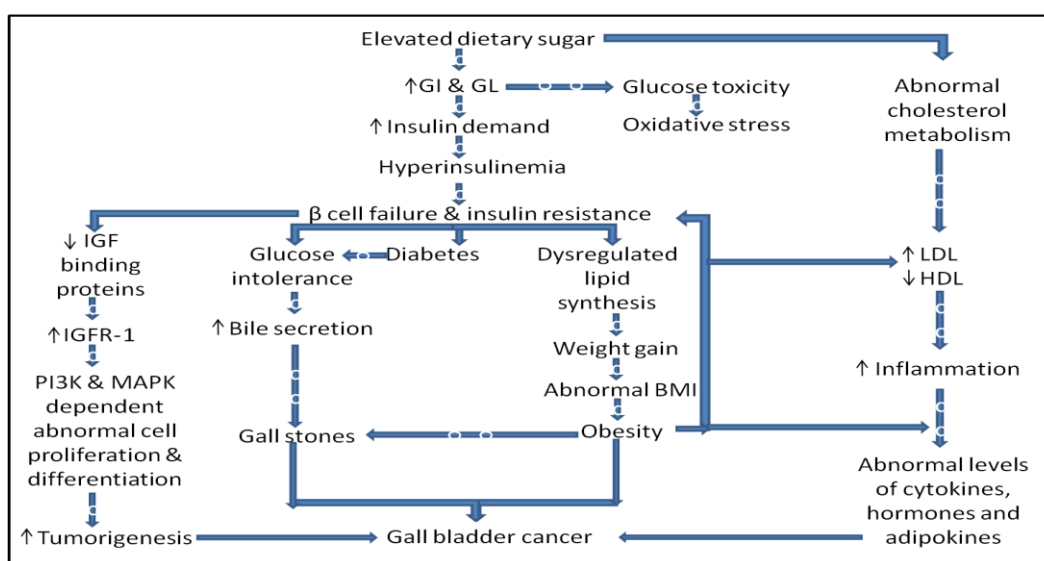 Elevated dietary sugar
↑GI & GL
Glucose toxicity
Abnormal
cholesterol
metabolism
↑ Insulin demand
Oxidative stress
Hyperinsulinemia
β cell failure & insulin resistance
↓ IGF
binding
proteins
Glucose
intolerance
Diabetes
Dysregulated
lipid
synthesis
↑ LDL
↓ HDL
↑IGFR-1
↑ Bile secretion
Weight gain
↑ Inflammation
PI3K & MAPK
dependent
abnormal cell
proliferation &
differentiation
Abnormal BMI
Gall stones
Obesity
Abnormal levels
of cytokines,
hormones and
adipokines
↑ Tumorigenesis
Gall bladder cancer